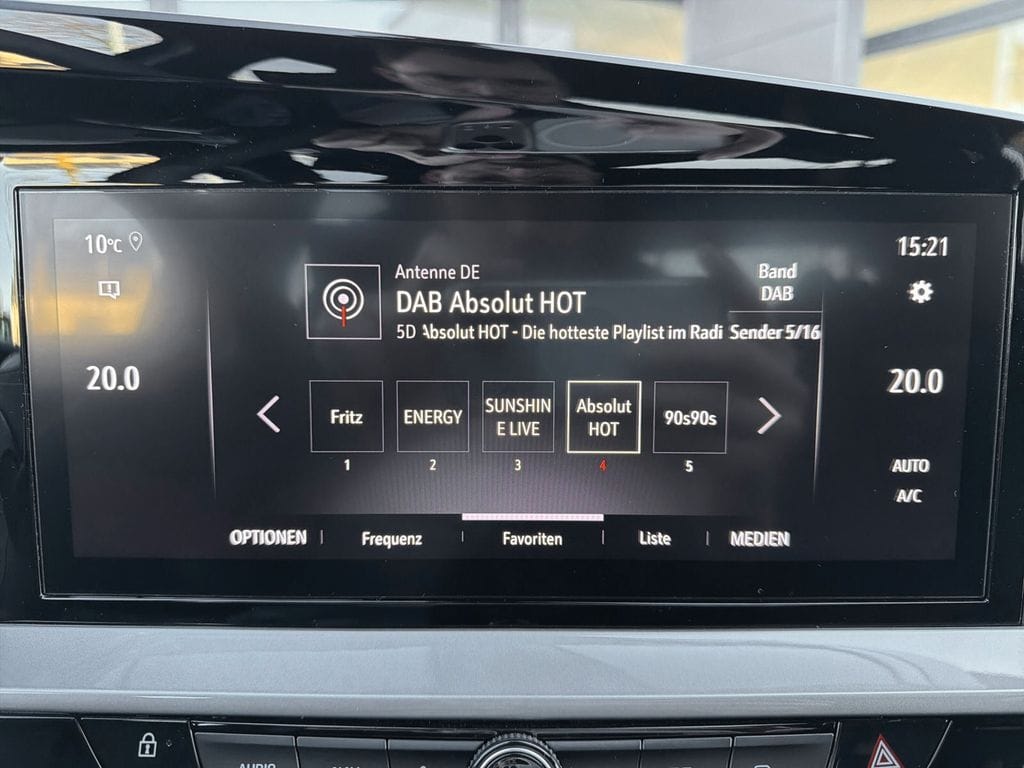 10°C
15:21
Antenne DE
DAB Absolut HOT
5D Absolut HOT - Die hotteste Playlist im Radi
Band
DAB
Sender 5/16
20.0
20.0
Fritz
ENERGY
SUNSHIN
E LIVE
Absolut
HOT
90s90s
1
2
3
4
5
AUTO
A/C
OPTIONEN
Frequenz
Favoriten
Liste
MEDIEN
AUDIO